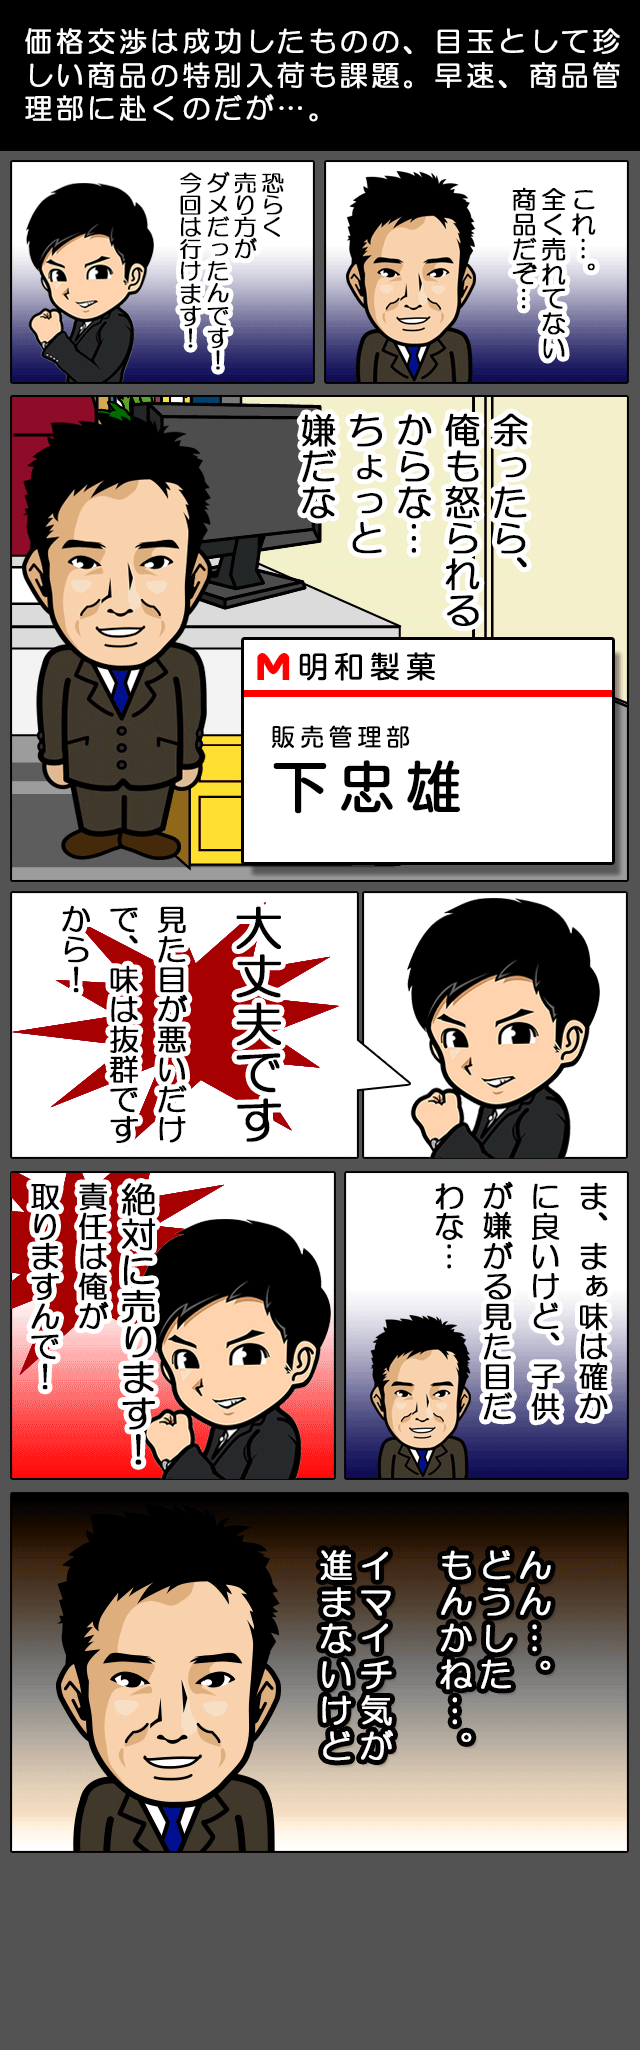 価格交渉は成功したものの、目玉として珍
しい商品の特別入荷も課題。早速、商品管
理部に赴くのだが…。
これ…。
全く売れてない
商品だぞ…
恐らく
売り方が
ダメだったんです！
今回は行けます！
余ったら、
俺も怒られる
からな…
ちょっと
嫌だな
M 明和製菓
販売管理部
下忠雄
大丈夫です
見た目が悪いだけ
で、味は抜群です
から！
ま、まぁ味は確か
に良いけど、子供
が嫌がる見た目だ
わな…
絶対に売ります！
責任は俺が
取りますんで！
んん…。
どうした
もんかね…。
イマイチ気が
進まないけど